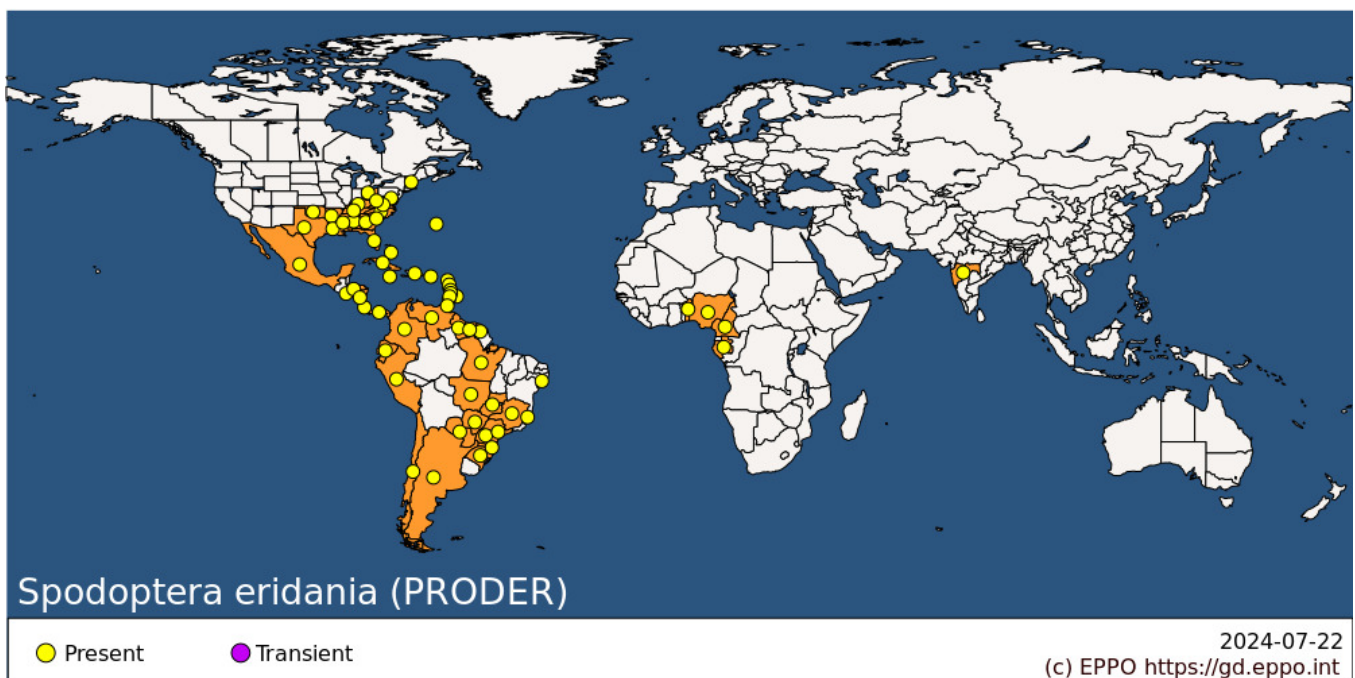 Spodoptera eridania (PRODER)
Present
Transient
2024-07-22
(c) EPPO https://gd.eppo.int